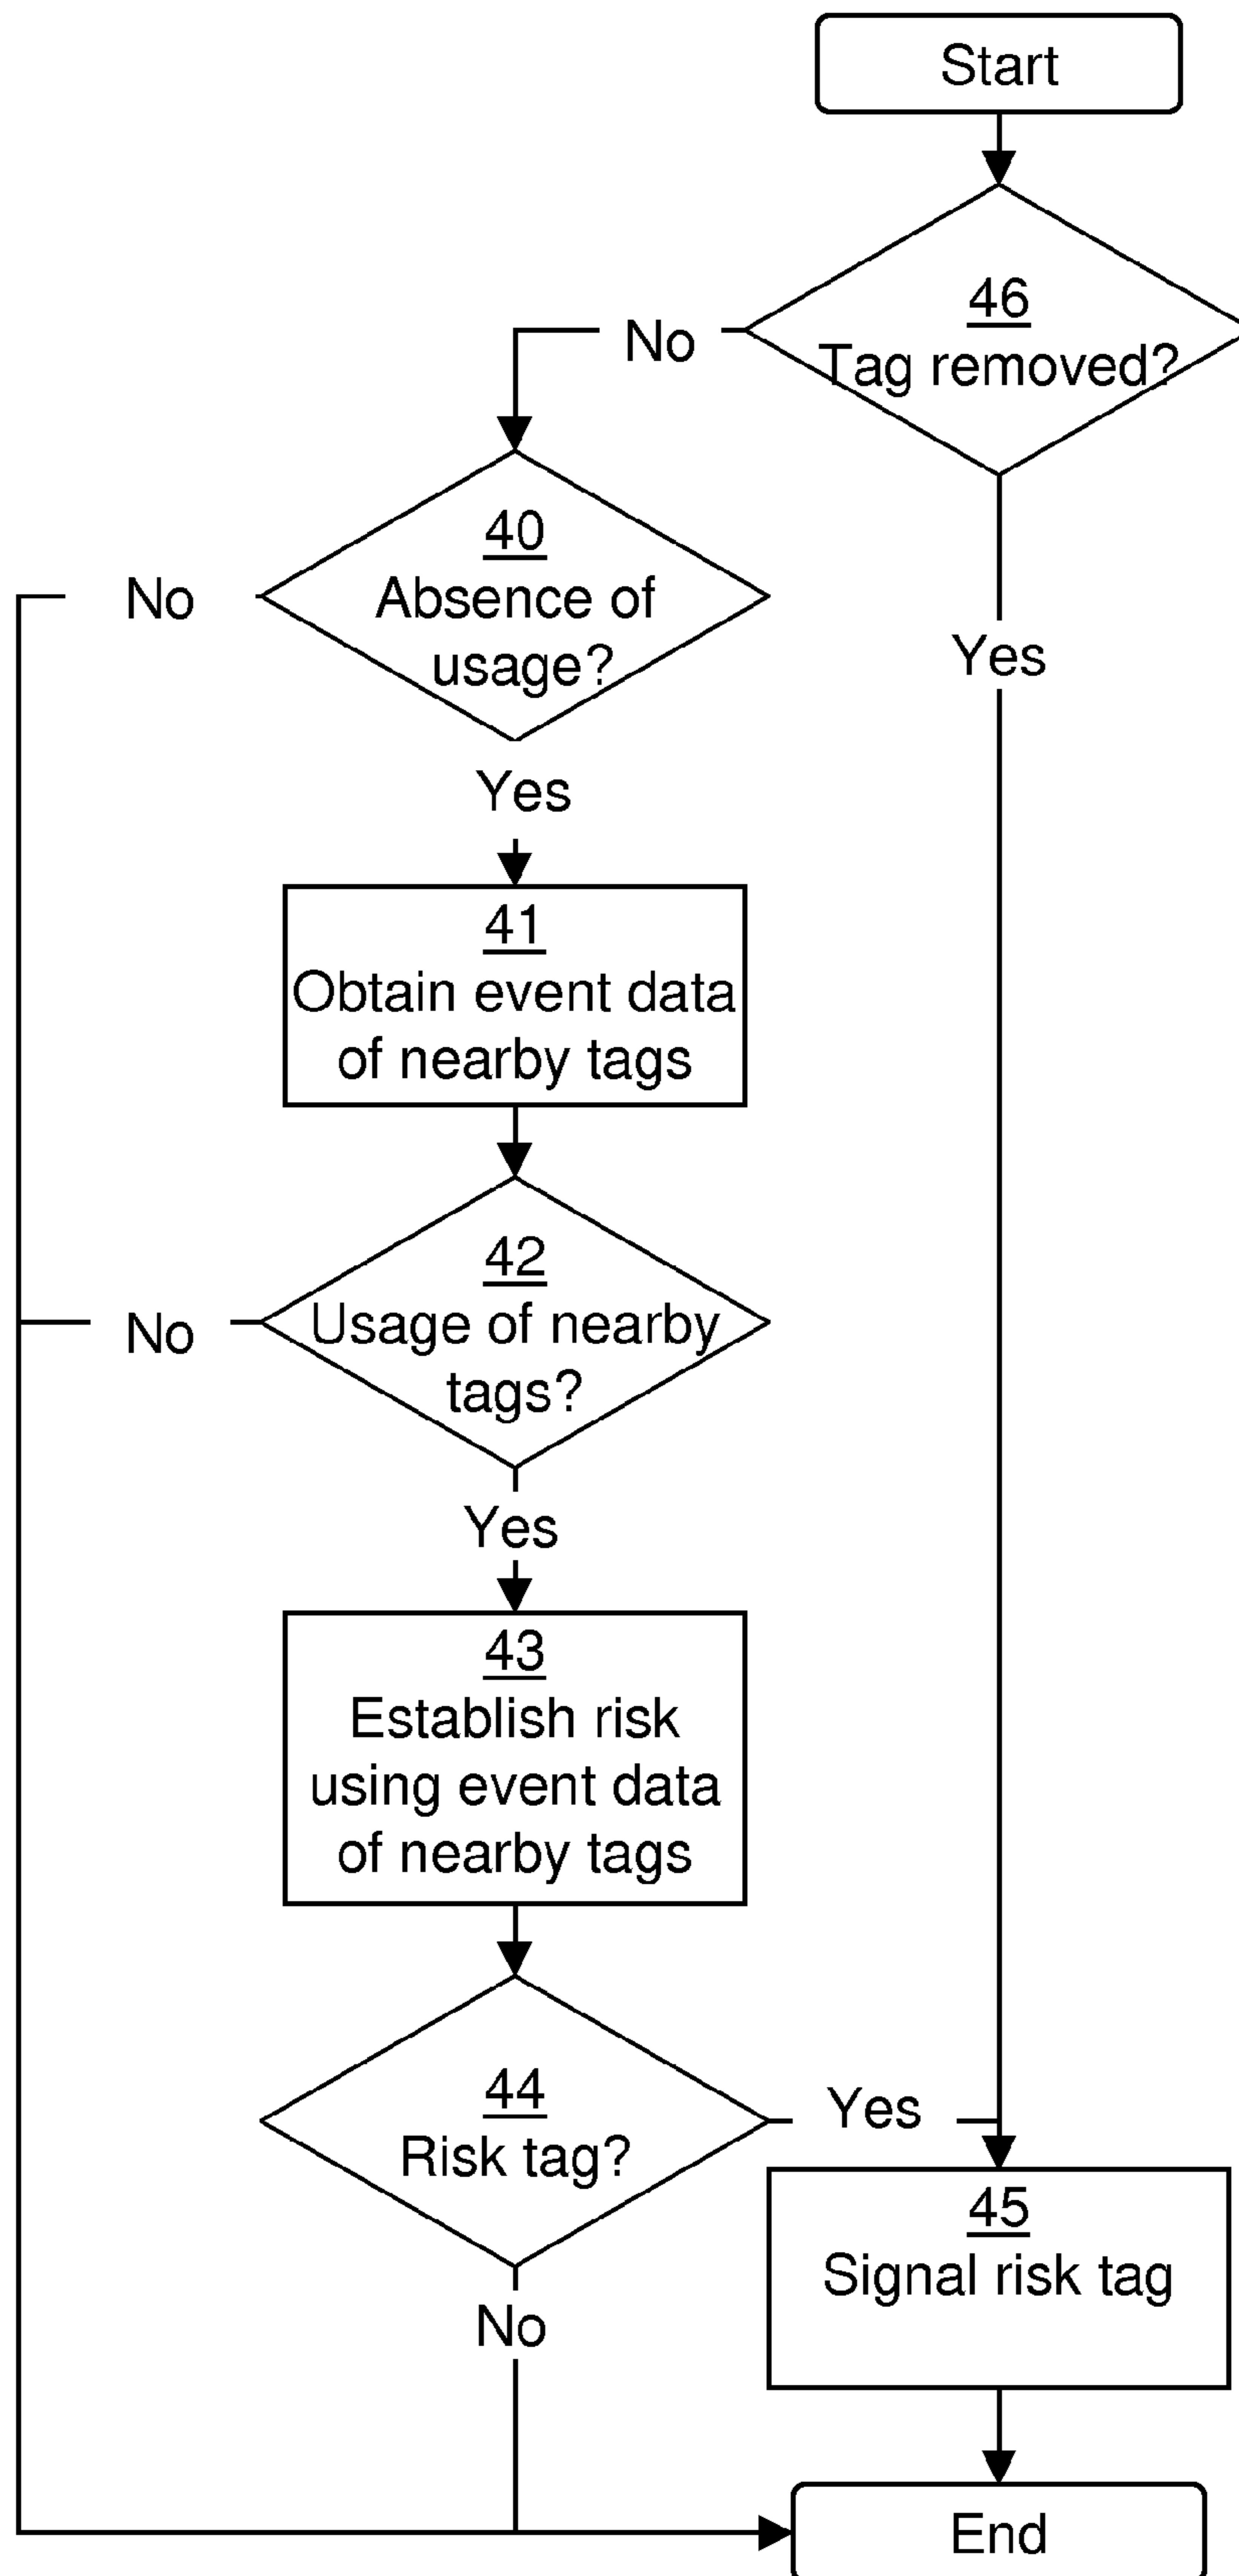 Start
46
Tag removed?
No
40
Absence of
usage?
No
Yes
Yes
41
Obtain event data
of nearby tags
42
Usage of nearby
tags?
No
Yes
43
Establish risk
using event data
of nearby tags
44
Risk tag?
Yes
45
Signal risk tag
No
End